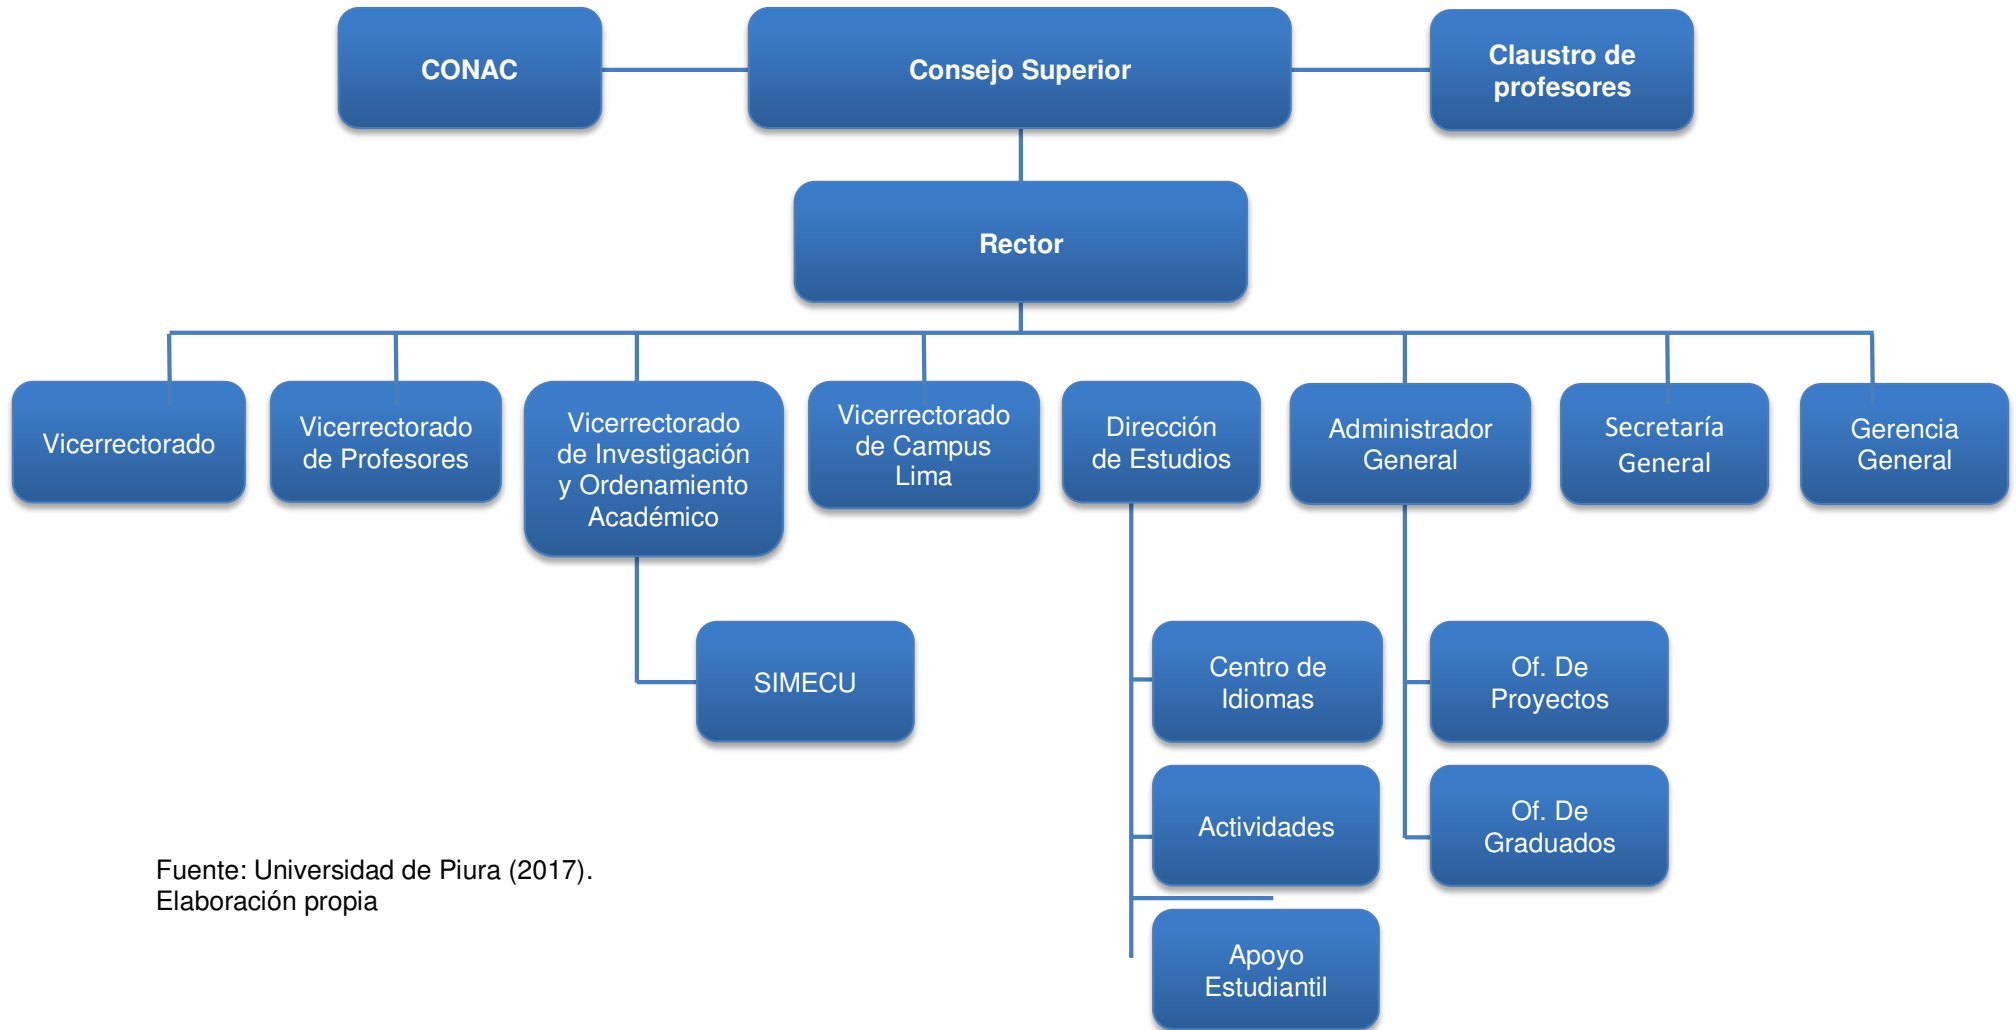 CONAC
Consejo Superior
Claustro de
profesores
Rector
Vicerrectorado
Vicerrectorado
de Profesores
Vicerrectorado
de Investigación
y Ordenamiento
Académico
Vicerrectorado
de Campus
Lima
Dirección
de Estudios
Administrador
General
Secretaría
General
Gerencia
General
SIMECU
Centro de
Idiomas
Of. De
Proyectos
Actividades
Of. De
Graduados
Apoyo
Estudiantil
Fuente: Universidad de Piura (2017).
Elaboración propia